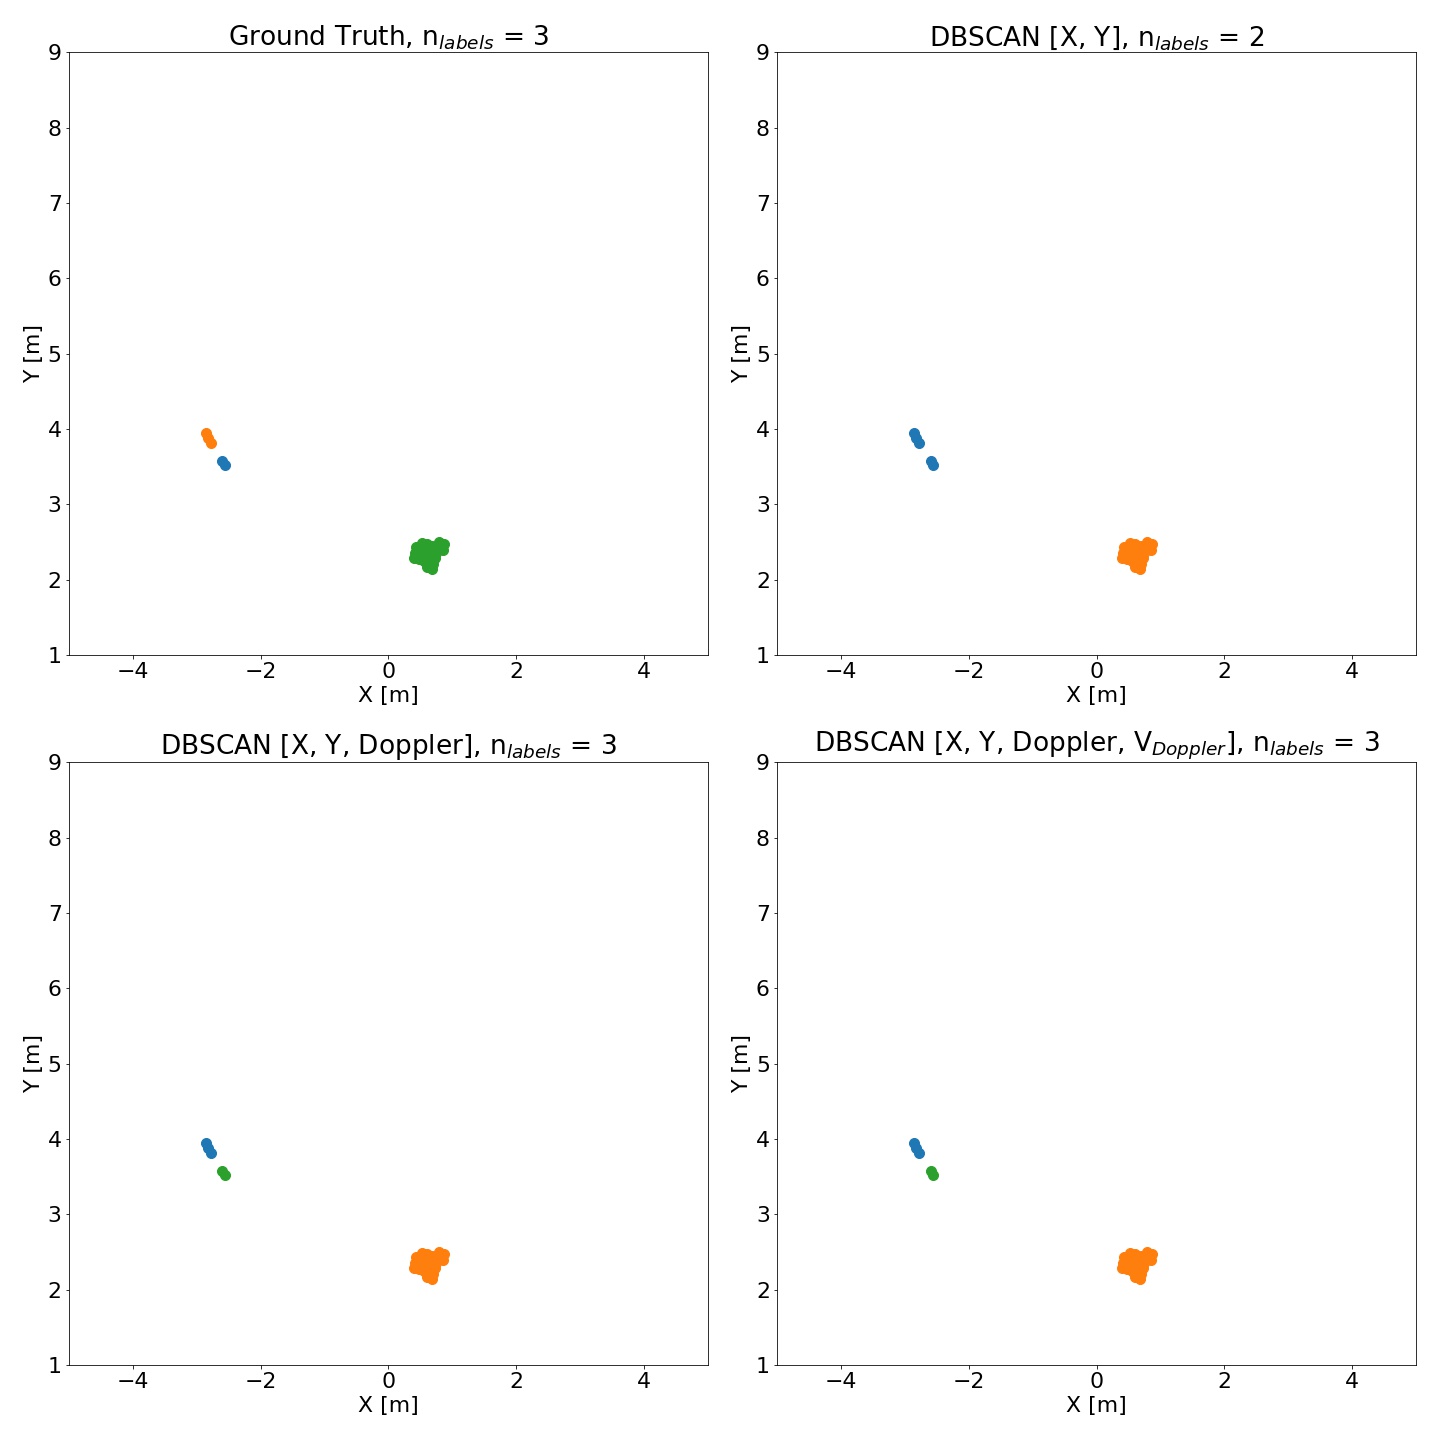 Ground Truth, n_labels = 3
9
8
7
6
5
4
3
2
1
Y [m]
−4 −2 0 2 4
X [m]
DBSCAN [X, Y], n_labels = 2
9
8
7
6
5
4
3
2
1
Y [m]
−4 −2 0 2 4
X [m]
DBSCAN [X, Y, Doppler], n_labels = 3
9
8
7
6
5
4
3
2
1
Y [m]
−4 −2 0 2 4
X [m]
DBSCAN [X, Y, Doppler, V_Doppler], n_labels = 3
9
8
7
6
5
4
3
2
1
Y [m]
−4 −2 0 2 4
X [m]